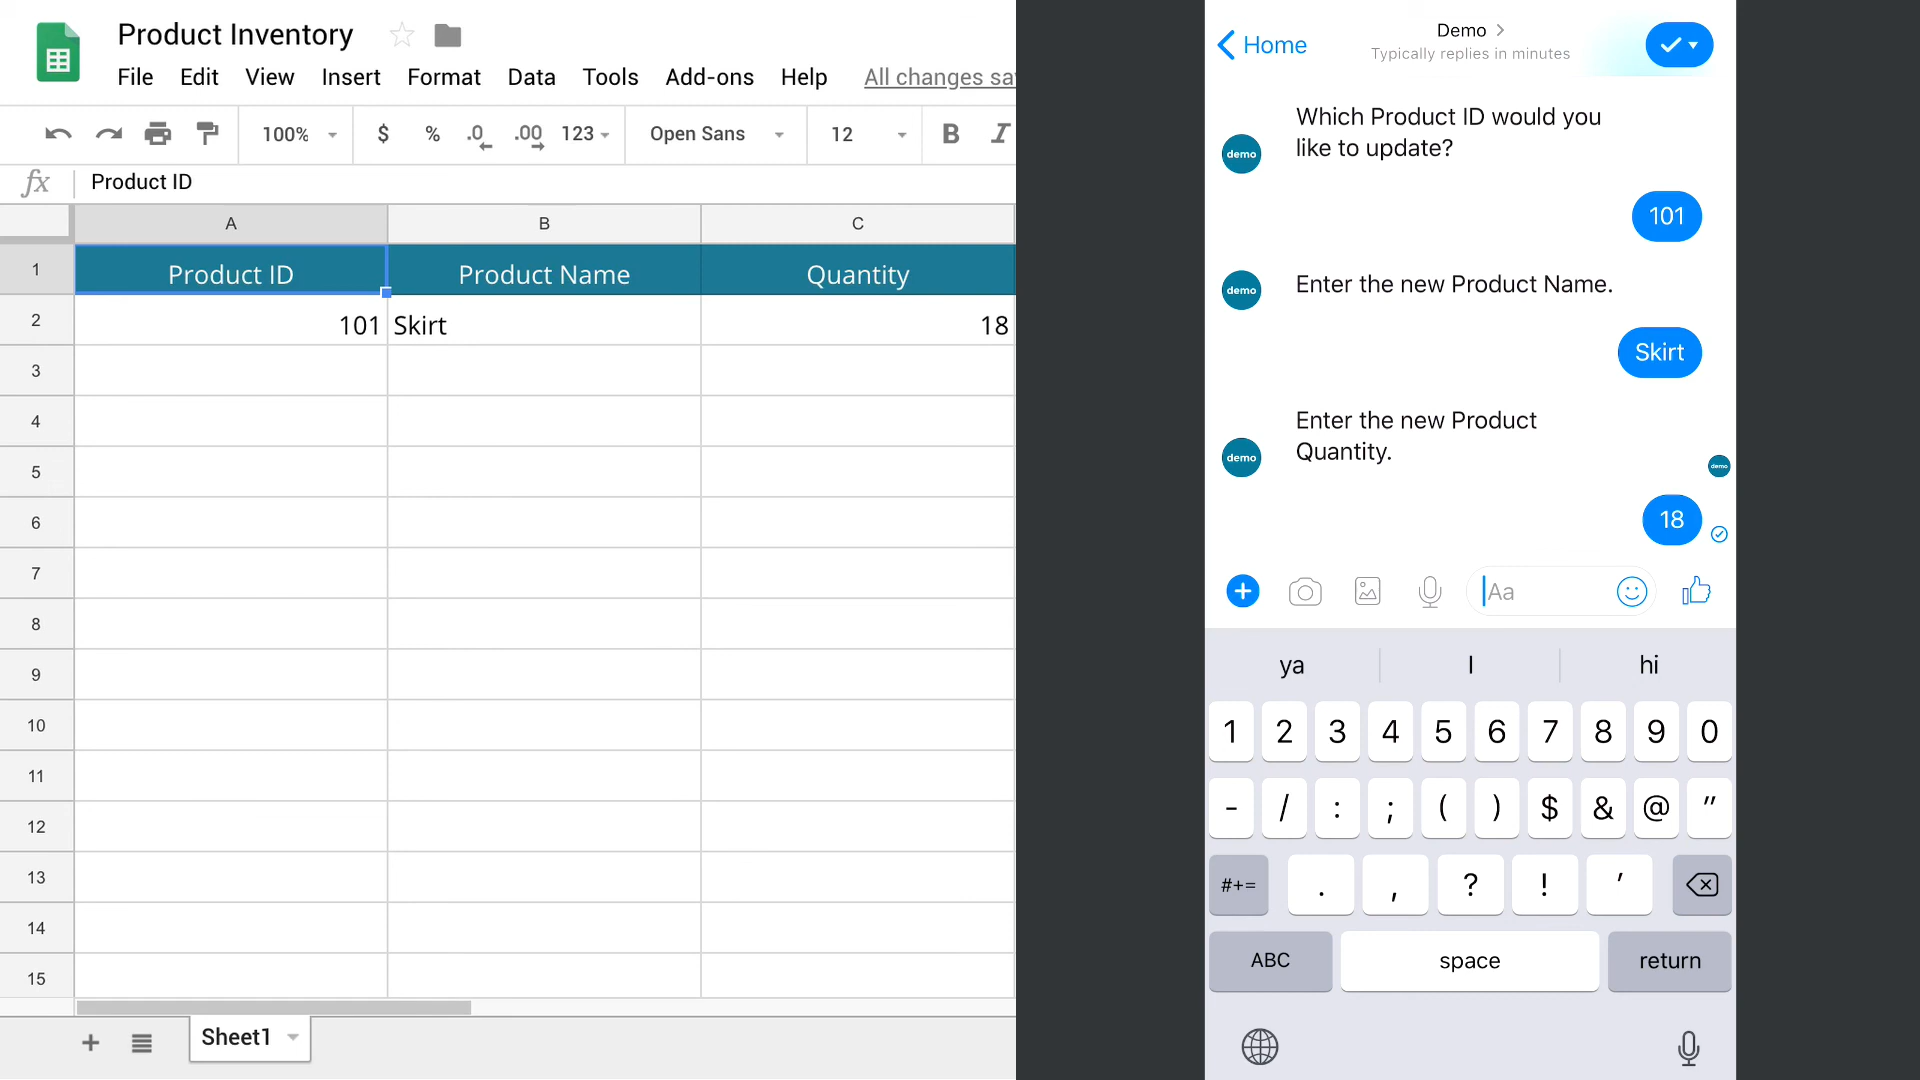 Product Inventory
File Edit View Insert Format Data Tools Add-ons Help All changes sa
100% $ % .0 .00 123 Open Sans 12 B I
fx Product ID
A B C
1 Product ID Product Name Quantity
2 101 Skirt 18
3
4
5
6
7
8
9
10
11
12
13
14
15
+ Sheet1
Home
Demo
Typically replies in minutes
Which Product ID would you
like to update?
demo
101
Enter the new Product Name.
demo
Skirt
Enter the new Product
Quantity.
demo
demo
18
Aa
ya I hi
1 2 3 4 5 6 7 8 9 0
- / : ; ( ) $ & @ "
#+= . , ? ! '
ABC space return